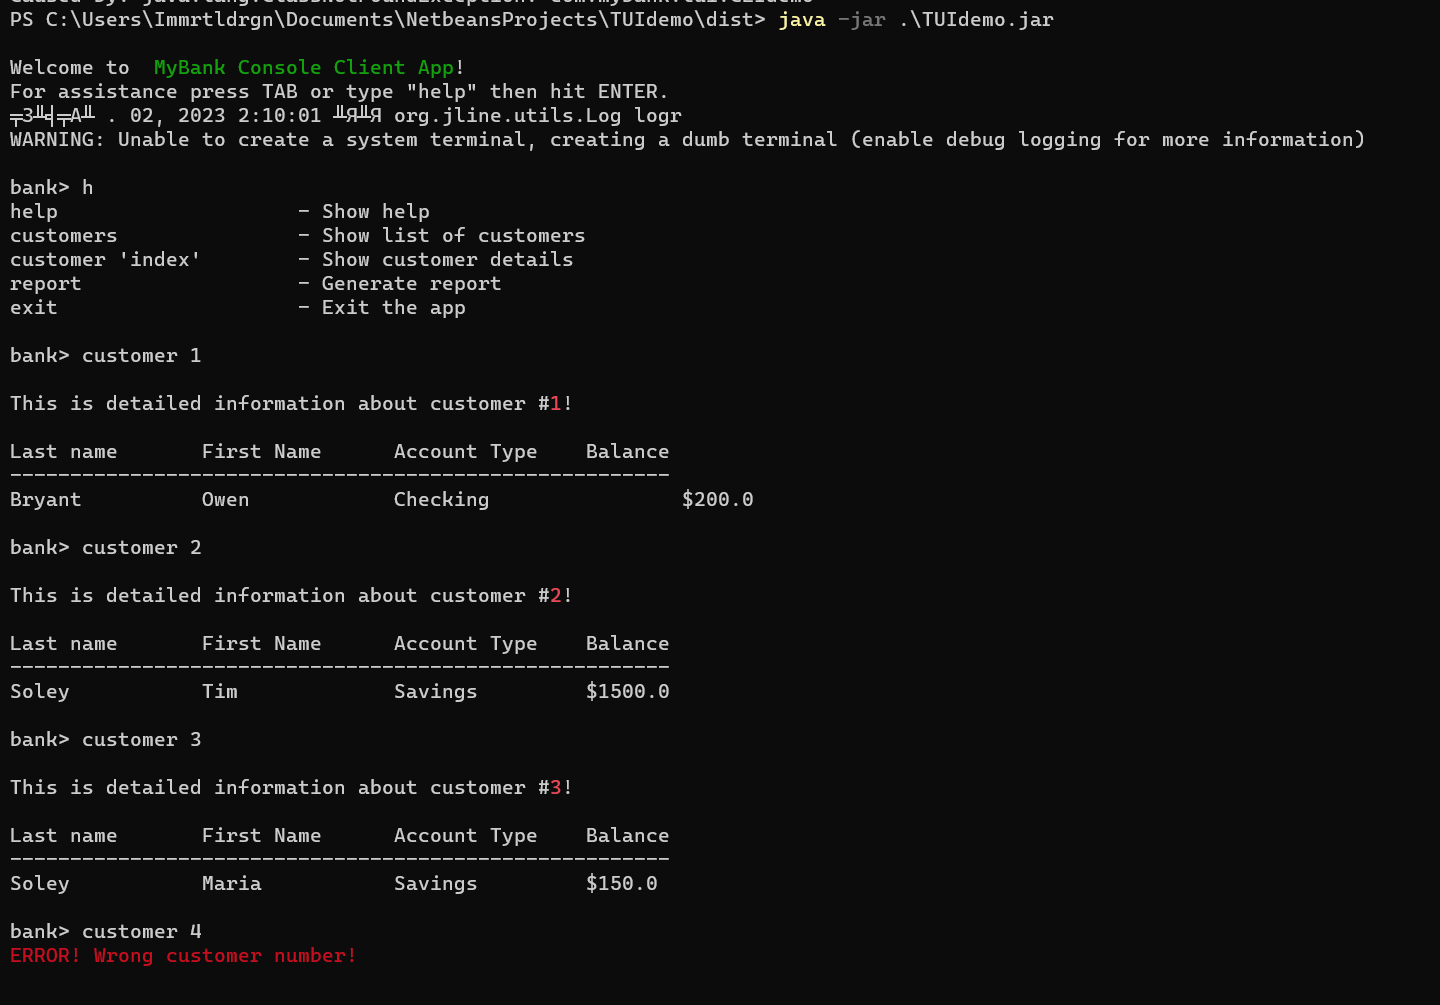 PS C:\Users\Immrtldrgn\Documents\NetbeansProjects\TUIdemo\dist> java -jar .\TUIdemo.jar
Welcome to  MyBank Console Client App!
For assistance press TAB or type "help" then hit ENTER.
╤З╨╡╤А╨ . 02, 2023 2:10:01 ╨Я╨Я org.jline.utils.Log logr
WARNING: Unable to create a system terminal, creating a dumb terminal (enable debug logging for more information)
bank> h
help                    - Show help
customers               - Show list of customers
customer 'index'        - Show customer details
report                  - Generate report
exit                    - Exit the app
bank> customer 1
This is detailed information about customer #1!
Last name       First Name      Account Type    Balance
-------------------------------------------------------
Bryant          Owen            Checking                $200.0
bank> customer 2
This is detailed information about customer #2!
Last name       First Name      Account Type    Balance
-------------------------------------------------------
Soley           Tim             Savings         $1500.0
bank> customer 3
This is detailed information about customer #3!
Last name       First Name      Account Type    Balance
-------------------------------------------------------
Soley           Maria           Savings         $150.0
bank> customer 4
ERROR! Wrong customer number!